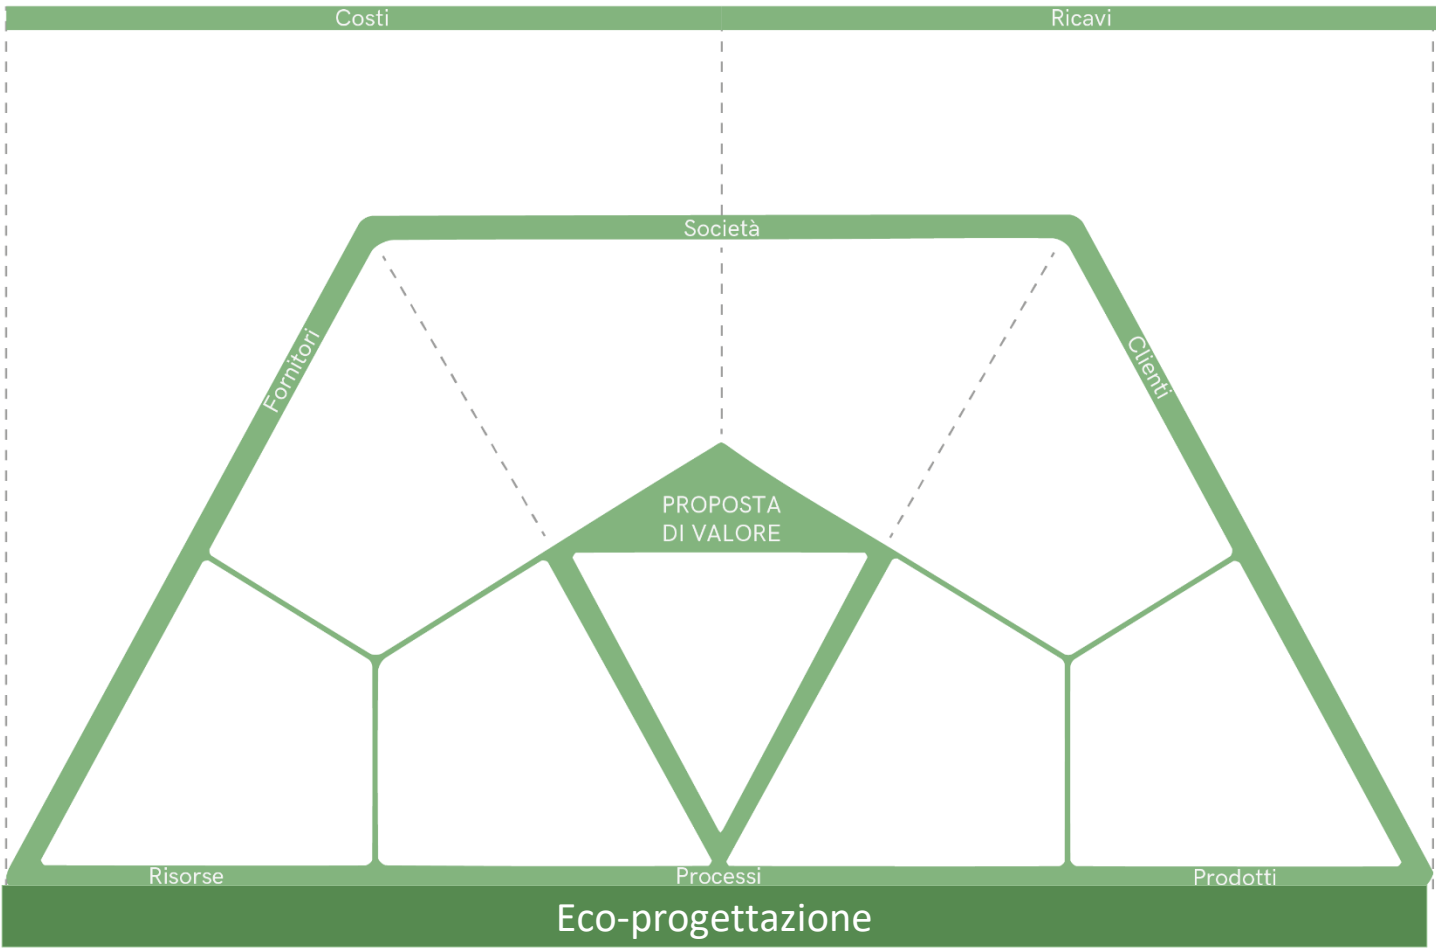 Costi
Ricavi
Società
Fornitori
Clienti
PROPOSTA
DI VALORE
Risorse
Processi
Prodotti
Eco-progettazione